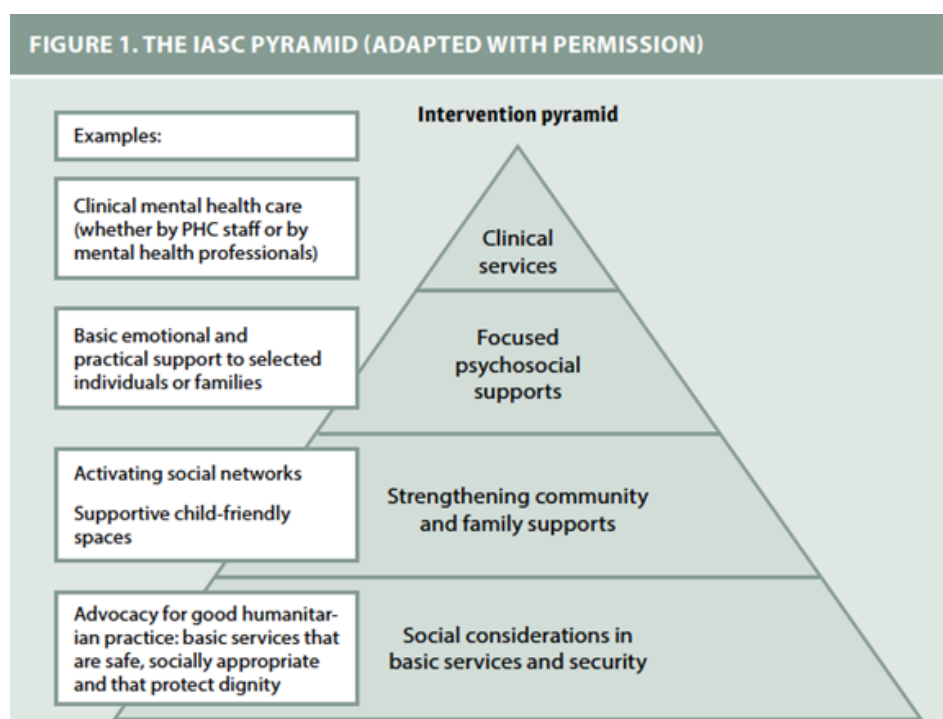 FIGURE 1. THE IASC PYRAMID (ADAPTED WITH PERMISSION)
Intervention pyramid
Examples:
Clinical mental health care
(whether by PHC staff or by
mental health professionals)
Clinical
services
Basic emotional and
practical support to selected
individuals or families
Focused
psychosocial
supports
Activating social networks
Supportive child-friendly
spaces
Strengthening community
and family supports
Advocacy for good humanitar-
ian practice: basic services that
are safe, socially appropriate
and that protect dignity
Social considerations in
basic services and security